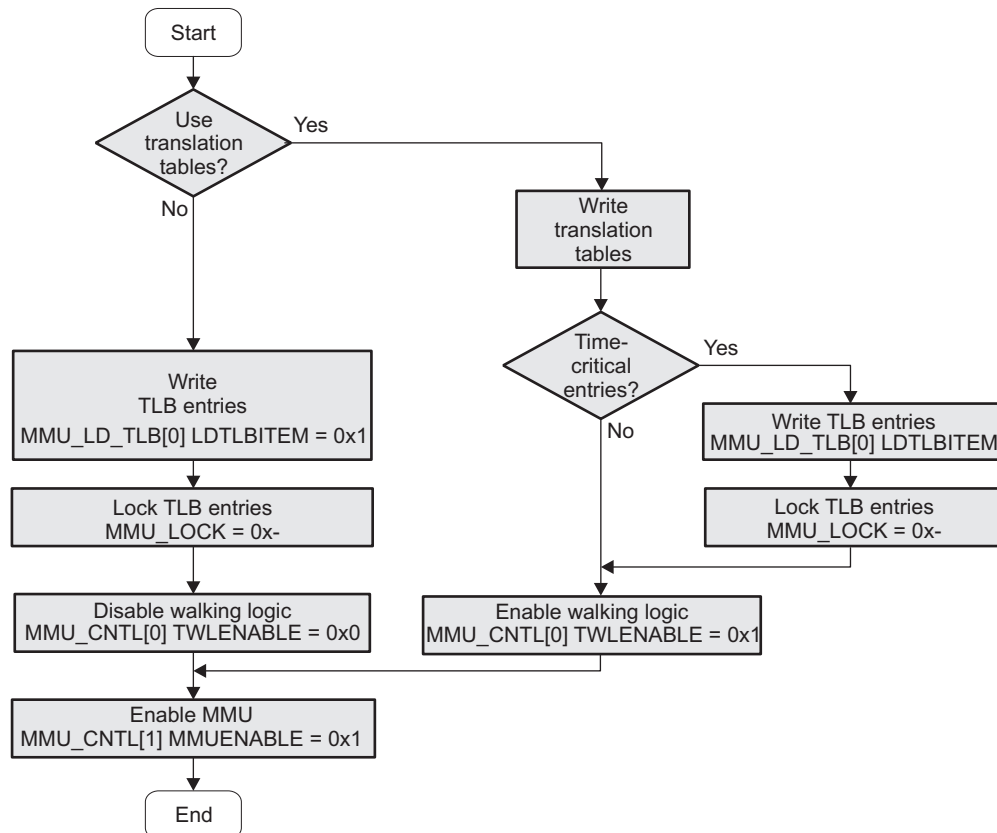 Start
Use
translation
tables?
Yes
No
Write
translation
tables
Time-
critical
entries?
Yes
No
Write
TLB entries
MMU_LD_TLB[0] LDTLBITEM = 0x1
Write TLB entries
MMU_LD_TLB[0] LDTLBITEM
Lock TLB entries
MMU_LOCK = 0x-
Lock TLB entries
MMU_LOCK = 0x-
Disable walking logic
MMU_CNTL[0] TWLENABLE = 0x0
Enable walking logic
MMU_CNTL[0] TWLENABLE = 0x1
Enable MMU
MMU_CNTL[1] MMUENABLE = 0x1
End